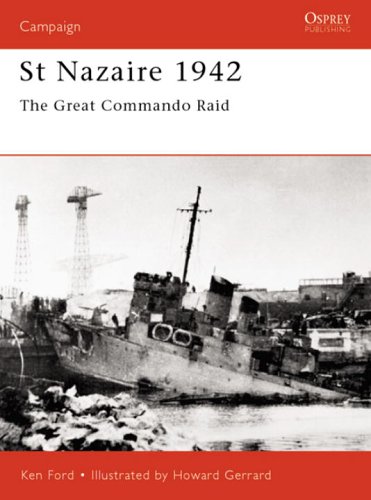 Campaign
OSPREY
PUBLISHING
St Nazaire 1942
The Great Commando Raid
Ken Ford • Illustrated by Howard Gerrard